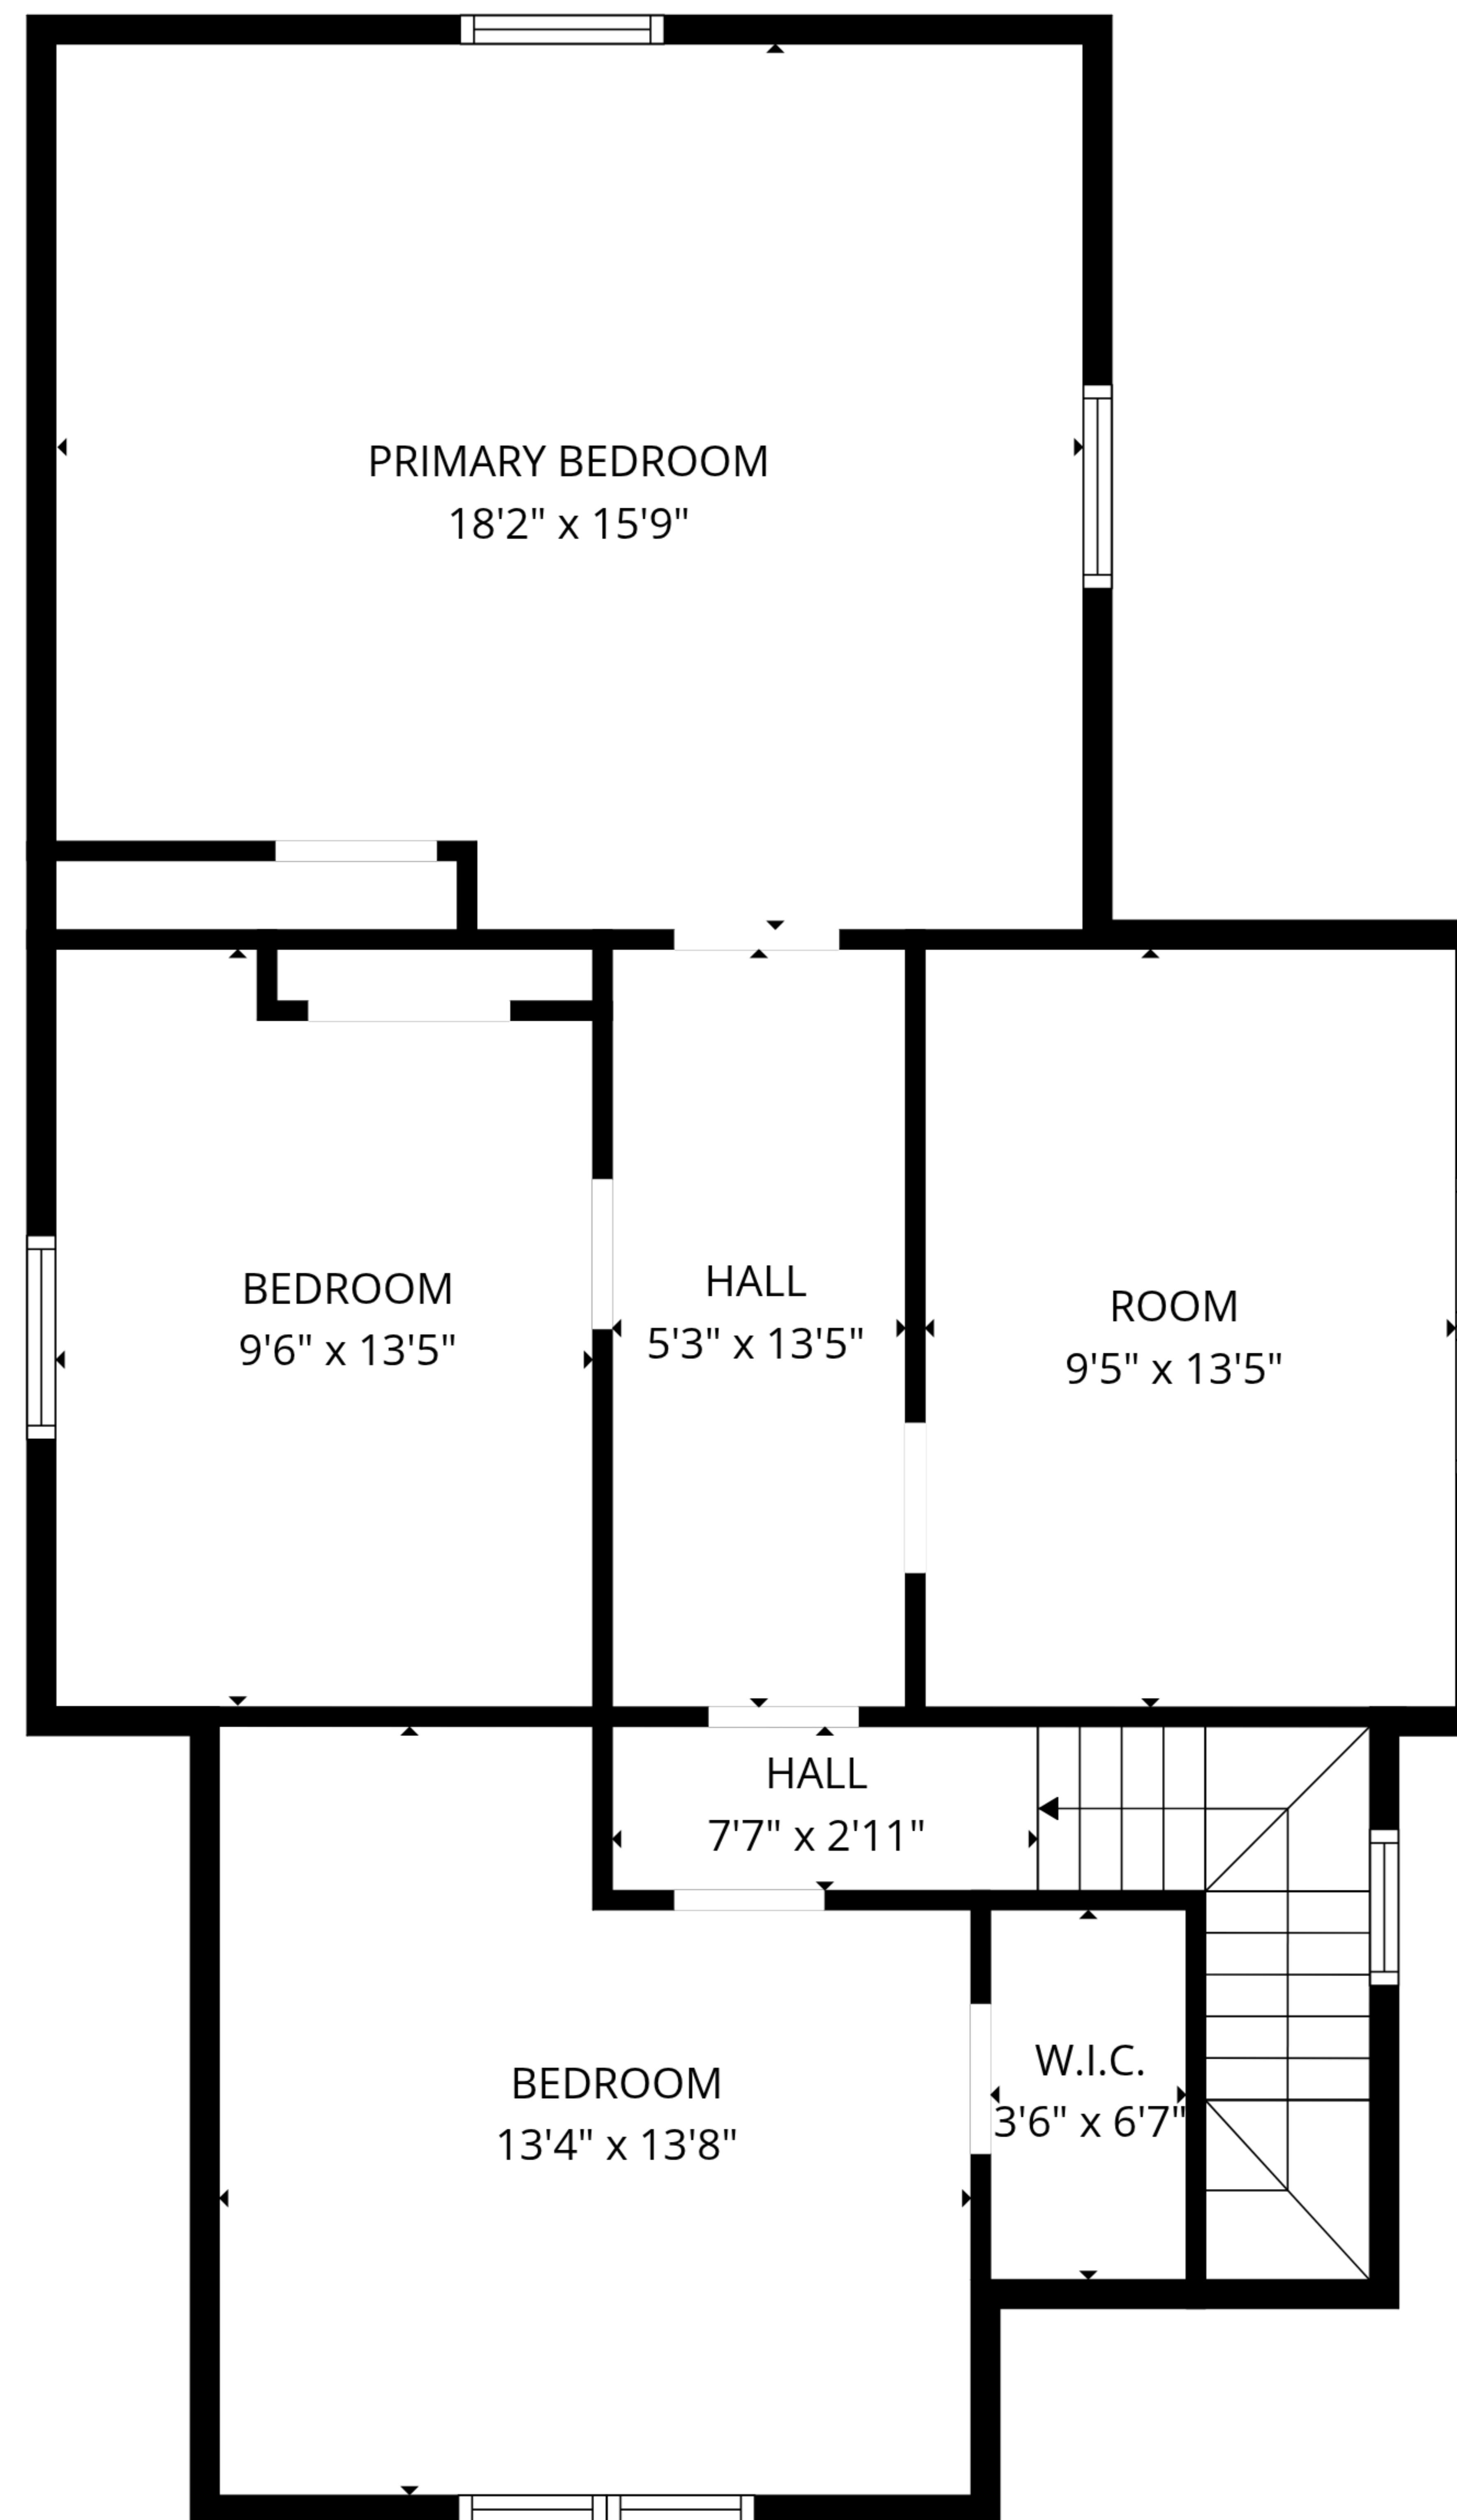 PRIMARY BEDROOM
18'2" x 15'9"
BEDROOM
9'6" x 13'5"
HALL
5'3" x 13'5"
ROOM
9'5" x 13'5"
HALL
7'7" x 2'11"
BEDROOM
13'4" x 13'8"
W.I.C.
3'6" x 6'7"